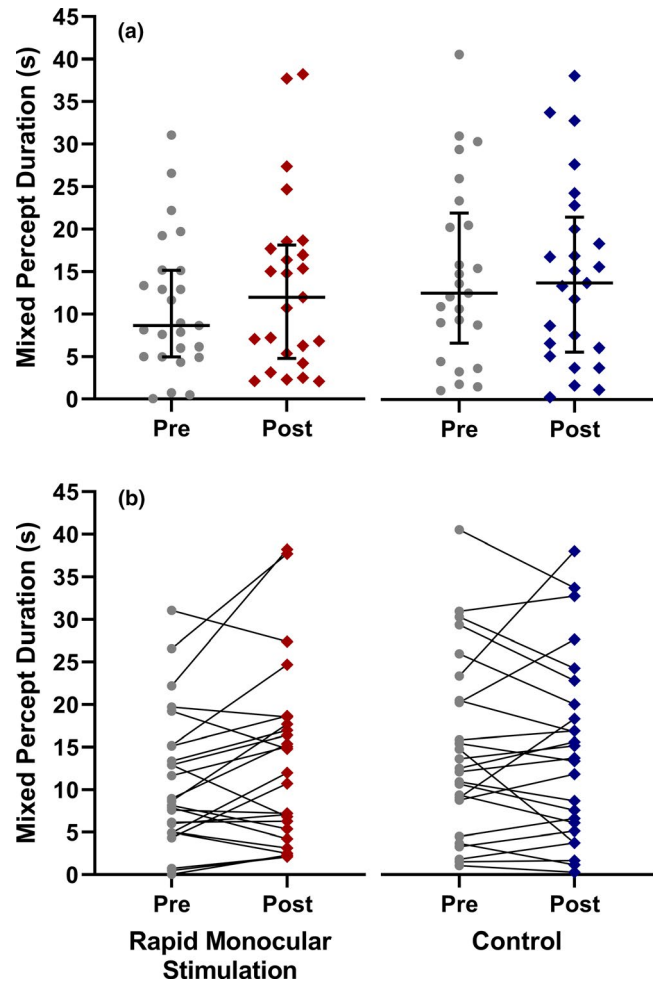 (a)
Mixed Percept Duration (s)
45
40
35
30
25
20
15
10
5
0
Pre
Post
Pre
Post
(b)
Mixed Percept Duration (s)
45
40
35
30
25
20
15
10
5
0
Pre
Post
Pre
Post
Rapid Monocular
Stimulation
Control